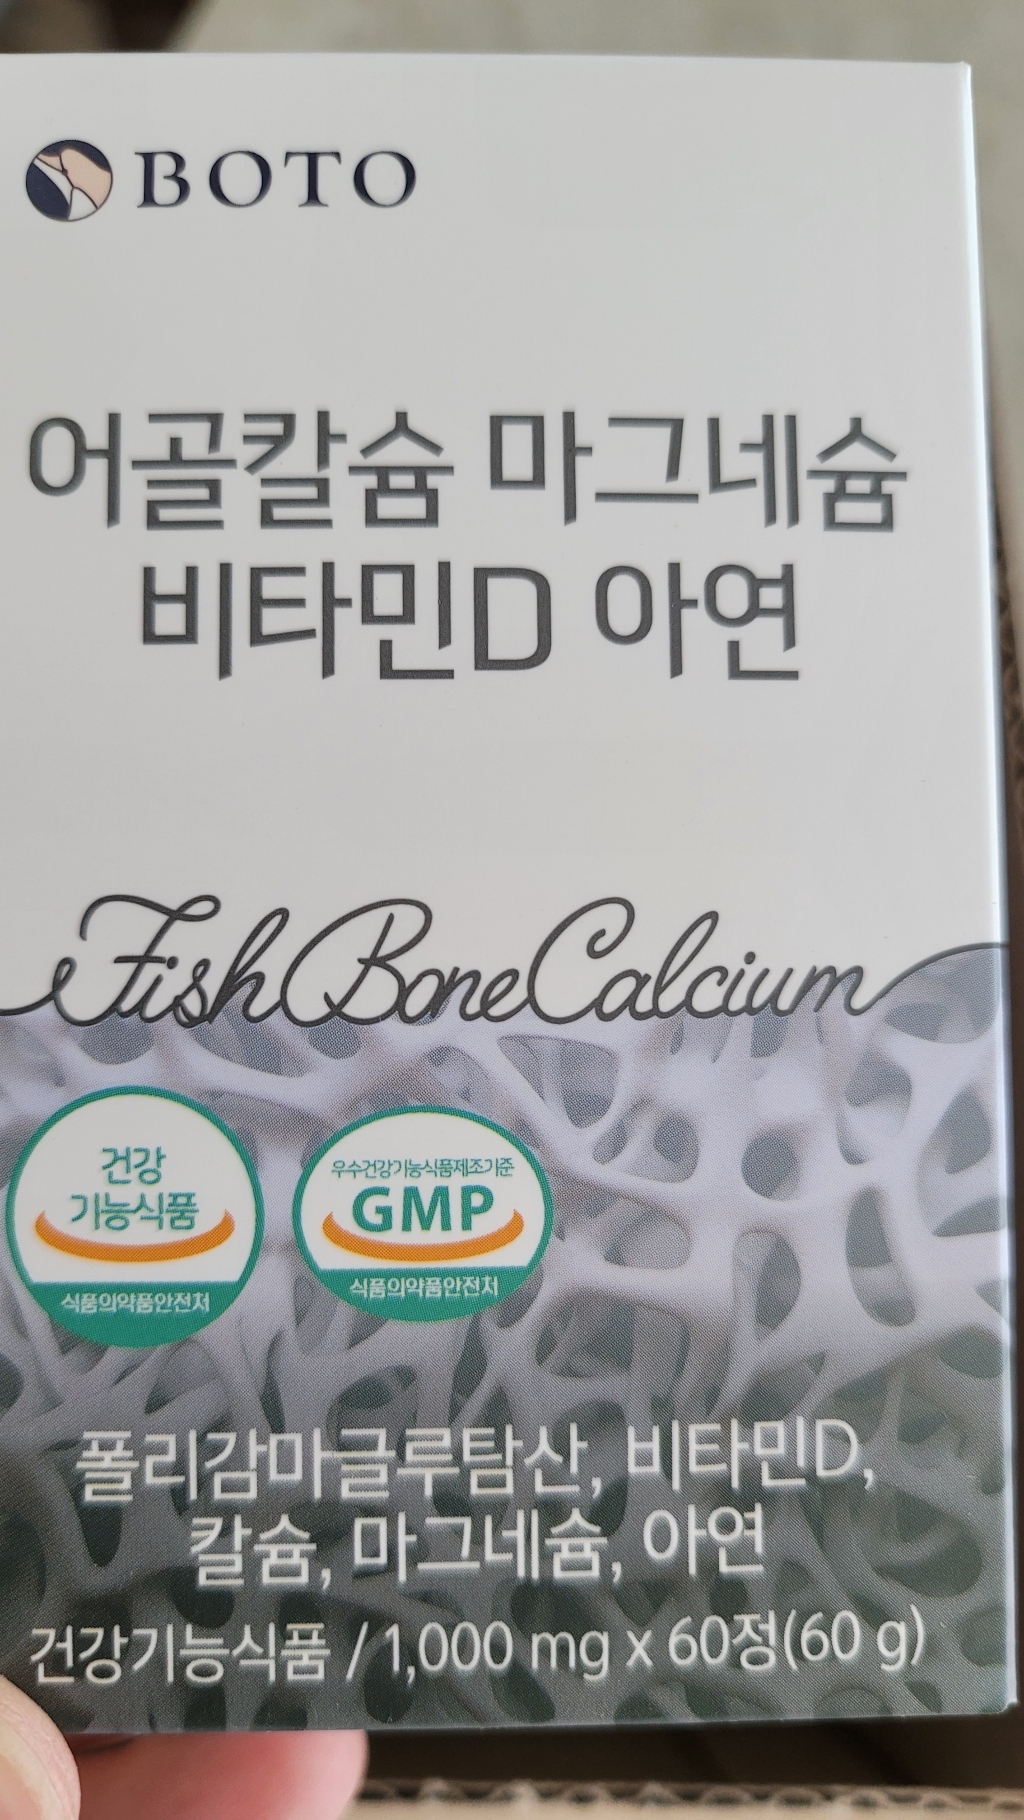 BOTO
어골칼슘 마그네슘
비타민D 아연
Fish Bone Calcium
건강
기능식품
식품의약품안전처
우수건강기능식품제조기준
GMP
식품의약품안전처
폴리감마글루탐산, 비타민D,
칼슘, 마그네슘, 아연
건강기능식품 / 1,000 mg x 60정(60 g)